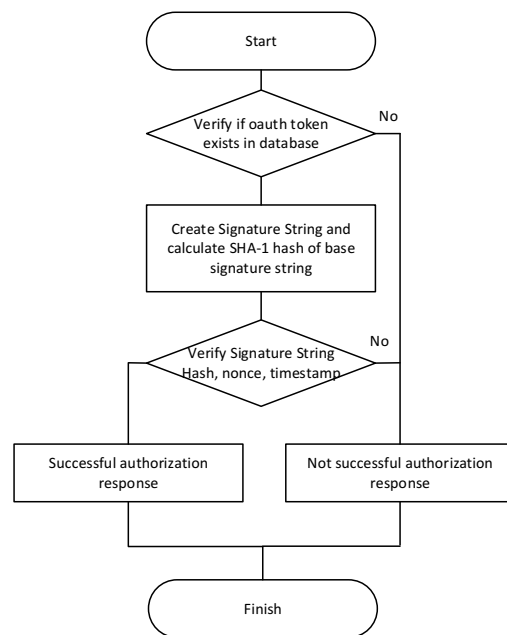 Start
No
Verify if oauth token
exists in database
Create Signature String and
calculate SHA-1 hash of base
signature string
No
Verify Signature String
Hash, nonce, timestamp
Successful authorization
response
Not successful authorization
response
Finish